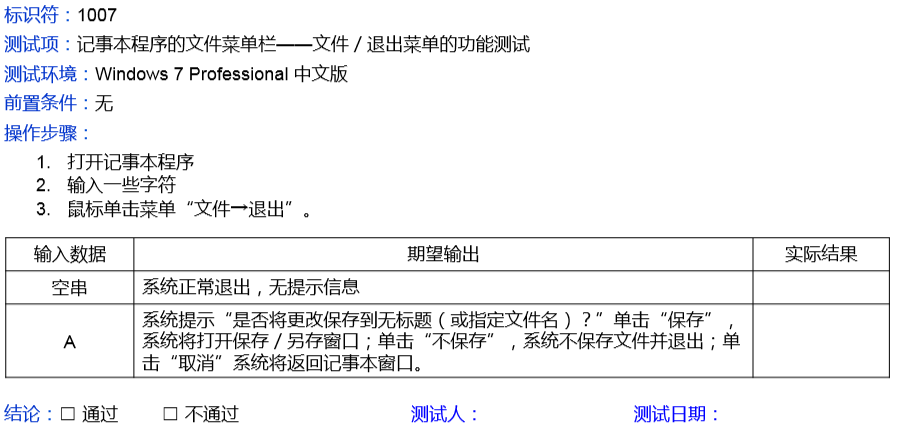 标识符：1007
测试项：记事本程序的文件菜单栏——文件 / 退出菜单的功能测试
测试环境：Windows 7 Professional 中文版
前置条件：无
操作步骤：
1. 打开记事本程序
2. 输入一些字符
3. 鼠标单击菜单“文件→退出”。
输入数据 期望输出 实际结果
空串 系统正常退出，无提示信息
A 系统提示“是否将更改保存到无标题（或指定文件名）？”单击“保存”，
系统将打开保存 / 另存窗口；单击“不保存”，系统不保存文件并退出；单
击“取消”系统将返回记事本窗口。
结论：□ 通过 □ 不通过 测试人： 测试日期：